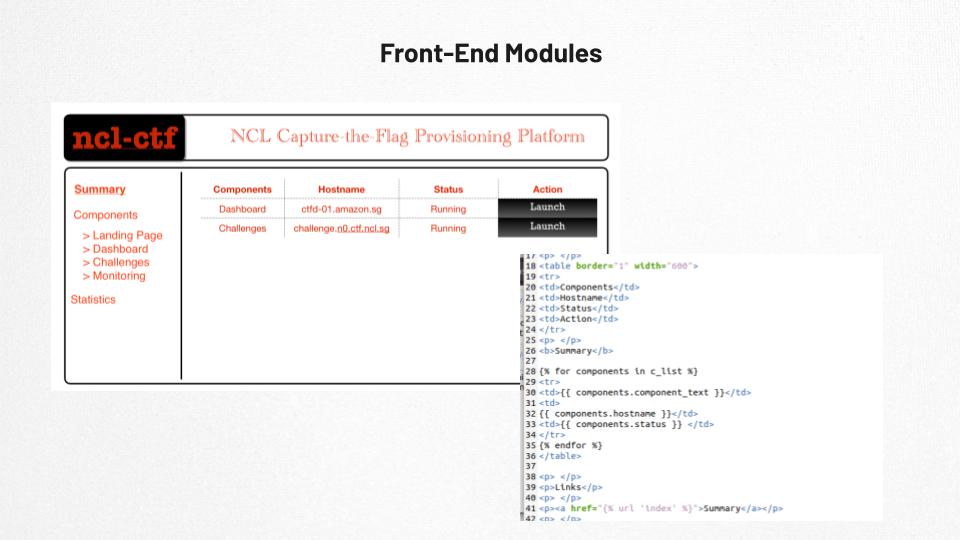 Front-End Modules
ncl-ctf
NCL Capture-the-Flag Provisioning Platform
Summary
Components
> Landing Page
> Dashboard
> Challenges
> Monitoring
Statistics
Components Hostname Status Action
Dashboard ctfd-01.amazon.sg Running Launch
Challenges challenge.n0.ctf.ncl.sg Running Launch
17 <p> </p>
18 <table border="1" width="600">
19 <tr>
20 <td>Components</td>
21 <td>Hostname</td>
22 <td>Status</td>
23 <td>Action</td>
24 </tr>
25 <p> </p>
26 <b>Summary</b>
27
28 {% for components in c_list %}
29 <tr>
30 <td>{{ components.component_text }}</td>
31 <td>
32 {{ components.hostname }}</td>
33 <td>{{ components.status }} </td>
34 </tr>
35 {% endfor %}
36 </table>
37
38 <p> </p>
39 <p>Links</p>
40 <p> </p>
41 <p><a href="{% url 'index' %}">Summary</a></p>
42 <p> </p>